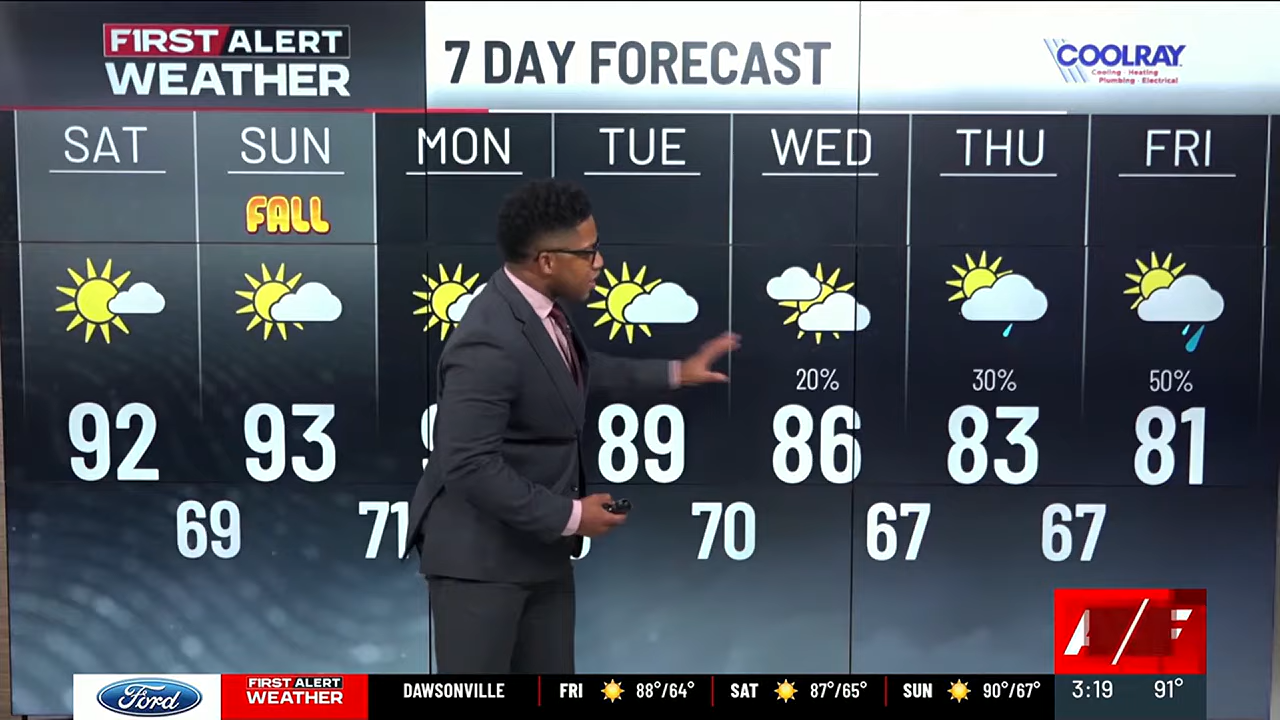 FIRST ALERT
WEATHER
7 DAY FORECAST
COOLRAY
Cooling · Heating
Plumbing · Electrical
SAT SUN MON TUE WED THU FRI
FALL
20% 30% 50%
92 93 89 86 83 81
69 71 70 67 67
A/F
Ford
FIRST ALERT
WEATHER
DAWSONVILLE FRI 88°/64° SAT 87°/65° SUN 90°/67°
3:19 91°